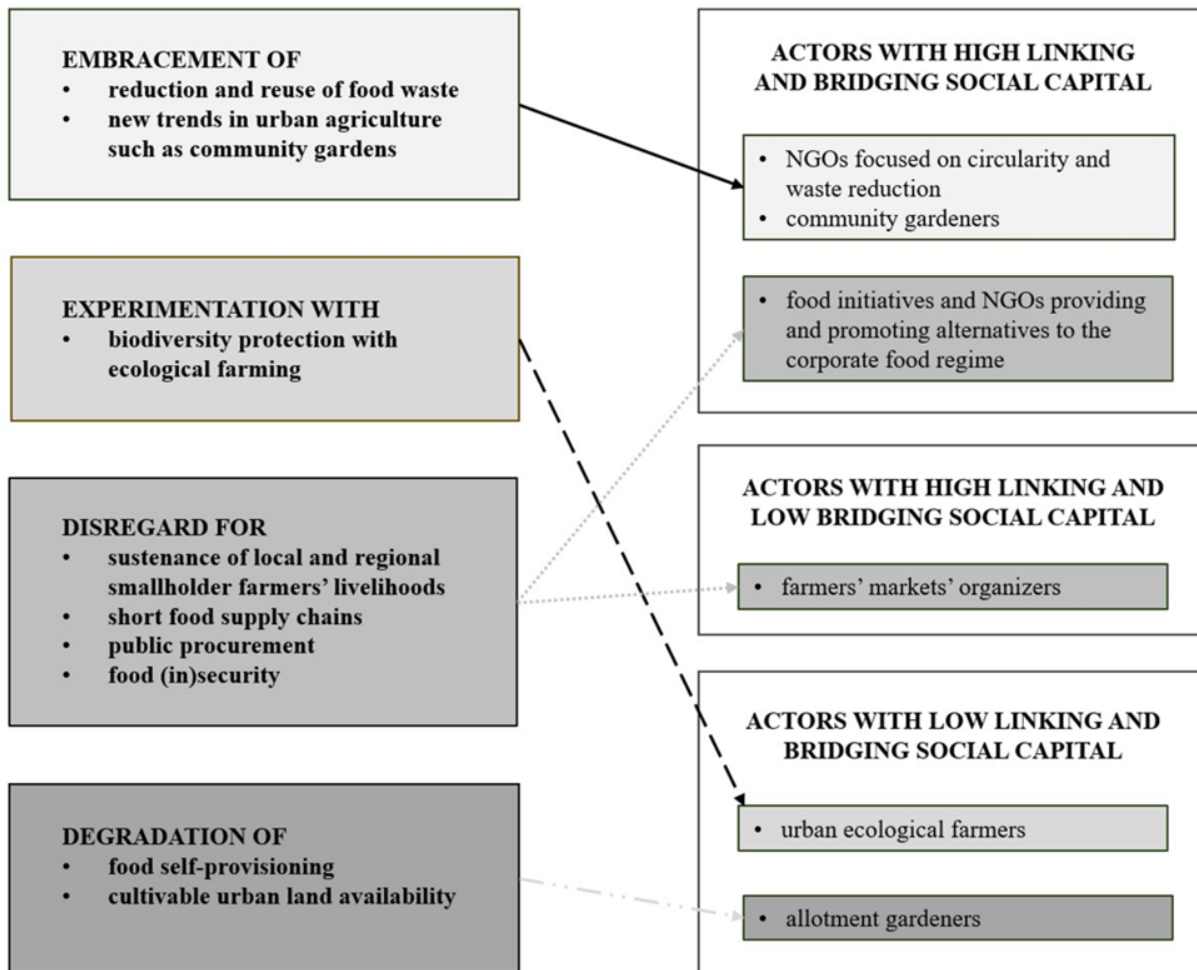 EMBRACEMENT OF
• reduction and reuse of food waste
• new trends in urban agriculture
such as community gardens
EXPERIMENTATION WITH
• biodiversity protection with
ecological farming
DISREGARD FOR
• sustenance of local and regional
smallholder farmers’ livelihoods
• short food supply chains
• public procurement
• food (in)security
DEGRADATION OF
• food self-provisioning
• cultivable urban land availability
ACTORS WITH HIGH LINKING
AND BRIDGING SOCIAL CAPITAL
• NGOs focused on circularity and
waste reduction
• community gardeners
• food initiatives and NGOs providing
and promoting alternatives to the
corporate food regime
ACTORS WITH HIGH LINKING AND
LOW BRIDGING SOCIAL CAPITAL
• farmers’ markets’ organizers
ACTORS WITH LOW LINKING AND
BRIDGING SOCIAL CAPITAL
• urban ecological farmers
• allotment gardeners